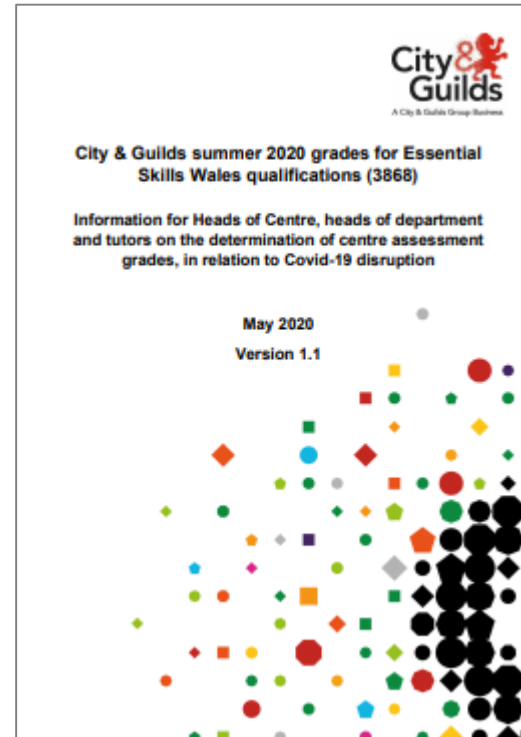 City&
Guilds
A City & Guilds Group Business
City & Guilds summer 2020 grades for Essential
Skills Wales qualifications (3868)
Information for Heads of Centre, heads of department
and tutors on the determination of centre assessment
grades, in relation to Covid-19 disruption
May 2020
Version 1.1